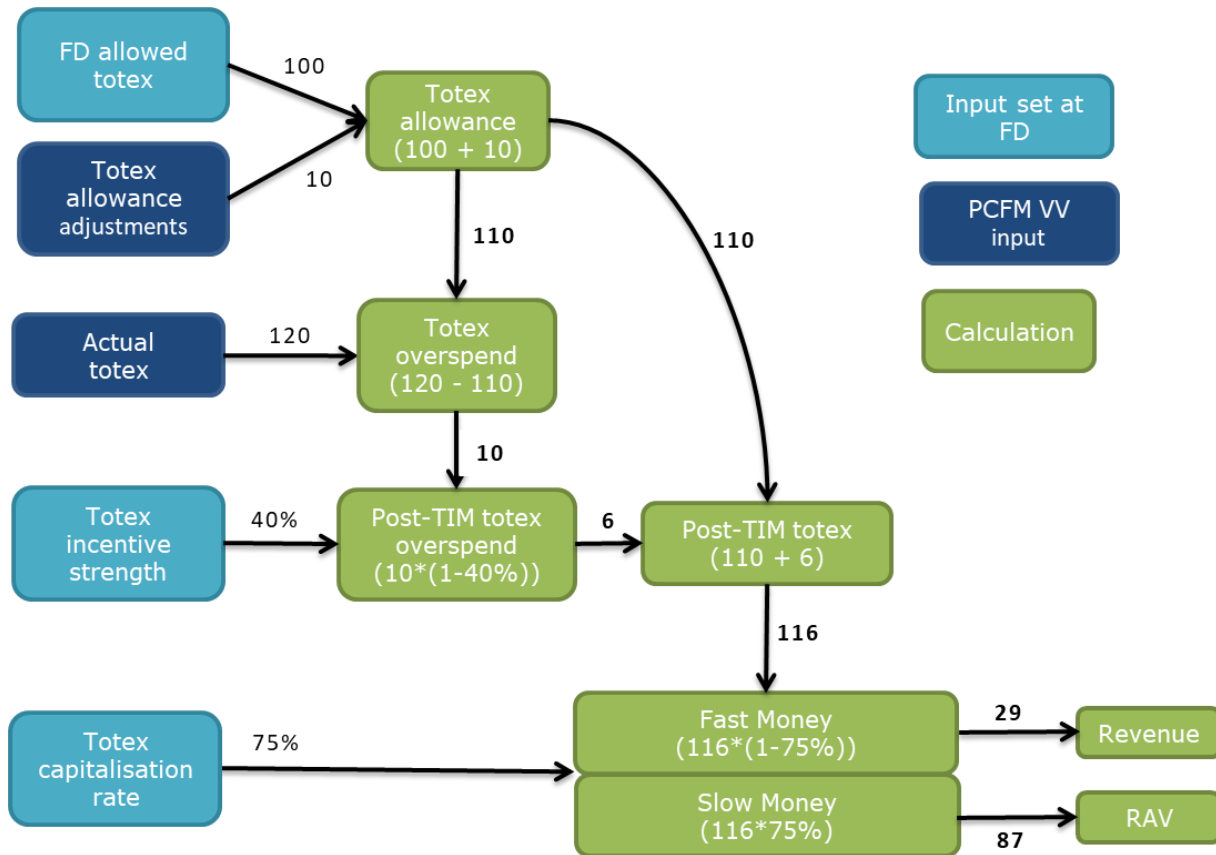 FD allowed
totex
100
Totex
allowance
(100 + 10)
Input set at
FD
Totex
allowance
adjustments
10
PCFM VV
input
110
110
Actual
totex
120
Totex
overspend
(120 - 110)
Calculation
10
Totex
incentive
strength
40%
Post-TIM totex
overspend
(10*(1-40%))
6
Post-TIM totex
(110 + 6)
116
Totex
capitalisation
rate
75%
Fast Money
(116*(1-75%))
29
Revenue
Slow Money
(116*75%)
87
RAV